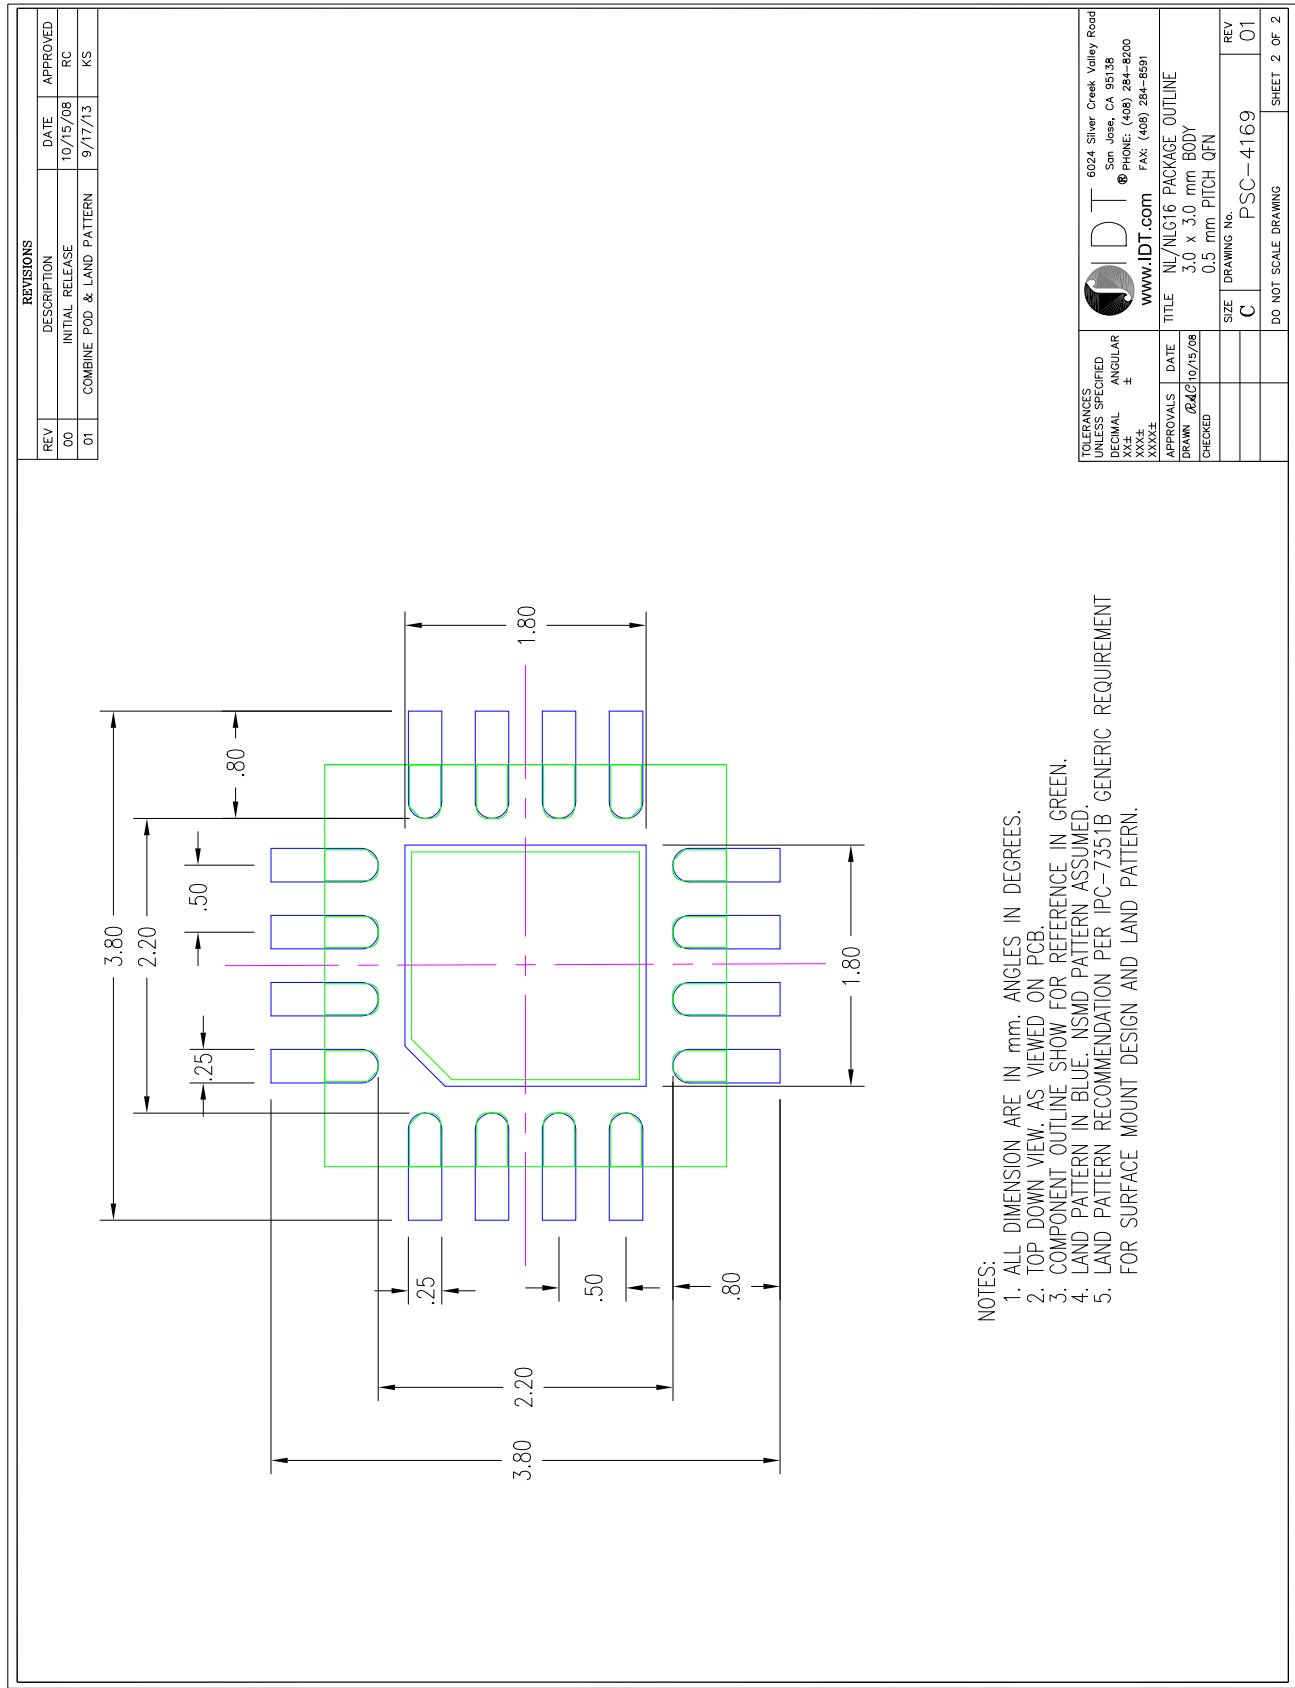 REVISIONS
REV DESCRIPTION DATE APPROVED
00 INITIAL RELEASE 10/15/08 RC
01 COMBINE POD & LAND PATTERN 9/17/13 KS
3.80
2.20
.80
.50
.25
1.80
1.80
.25
.50
.80
2.20
3.80
NOTES:
1. ALL DIMENSION ARE IN mm. ANGLES IN DEGREES.
2. TOP DOWN VIEW. AS VIEWED ON PCB.
3. COMPONENT OUTLINE SHOW FOR REFERENCE IN GREEN.
4. LAND PATTERN IN BLUE. NSMD PATTERN ASSUMED.
5. LAND PATTERN RECOMMENDATION PER IPC-7351B GENERIC REQUIREMENT
FOR SURFACE MOUNT DESIGN AND LAND PATTERN.
TOLERANCES
UNLESS SPECIFIED
DECIMAL ANGULAR
XX± ±
XXX±
XXXX±
IDT ®
www.IDT.com
6024 Silver Creek Valley Road
San Jose, CA 95138
PHONE: (408) 284-8200
FAX: (408) 284-8591
APPROVALS DATE
DRAWN RAC 10/15/08
CHECKED
TITLE NL/NLG16 PACKAGE OUTLINE
3.0 x 3.0 mm BODY
0.5 mm PITCH QFN
SIZE DRAWING No. REV
C PSC-4169 01
DO NOT SCALE DRAWING SHEET 2 OF 2